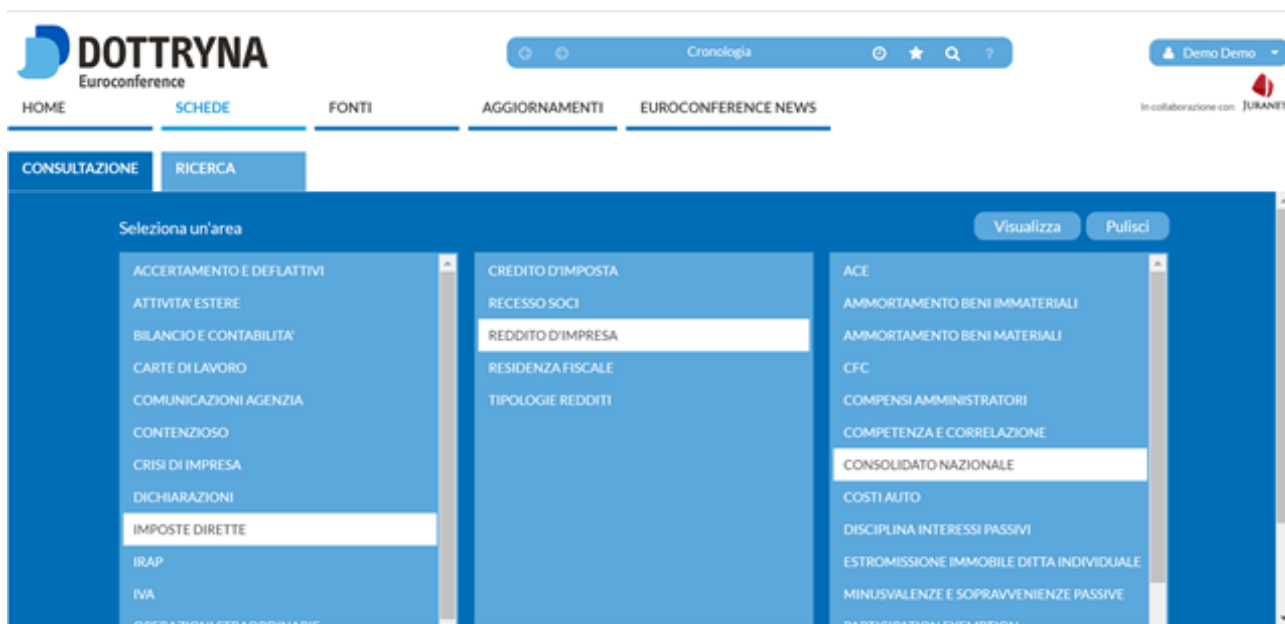 DOTTRYNA
Euroconference
Cronologia
?
Demo Demo
In collaborazione con JURANET
HOME
SCHEDE
FONTI
AGGIORNAMENTI
EUROCONFERENCE NEWS
CONSULTAZIONE
RICERCA
Seleziona un'area
Visualizza
Pulisci
ACCERTAMENTO E DEFLATTIVI
ATTIVITA' ESTERE
BILANCIO E CONTABILITA'
CARTE DI LAVORO
COMUNICAZIONI AGENZIA
CONTENZIOSO
CRISI DI IMPRESA
DICHIARAZIONI
IMPOSTE DIRETTE
IRAP
IVA
OPERAZIONI STRAORDINARIE
CREDITO D'IMPOSTA
RECESSO SOCI
REDDITO D'IMPRESA
RESIDENZA FISCALE
TIPOLOGIE REDDITI
ACE
AMMORTAMENTO BENI IMMATERIALI
AMMORTAMENTO BENI MATERIALI
CFC
COMPENSI AMMINISTRATORI
COMPETENZA E CORRELAZIONE
CONSOLIDATO NAZIONALE
COSTI AUTO
DISCIPLINA INTERESSI PASSIVI
ESTROMISSIONE IMMOBILE DITTA INDIVIDUALE
MINUSVALENZE E SOPRAVVENIENZE PASSIVE
PARTICIPATION EXEMPTION